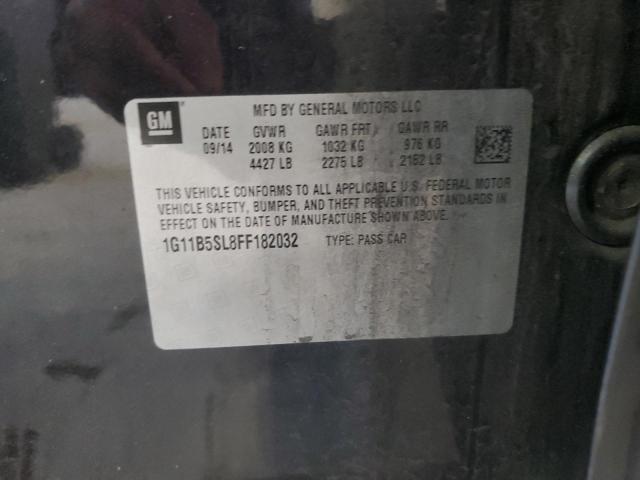 GM
MFD BY GENERAL MOTORS LLC
DATE GVWR GAWR FRT GAWR RR
09/14 2008 KG 1032 KG 976 KG
4427 LB 2275 LB 2152 LB
THIS VEHICLE CONFORMS TO ALL APPLICABLE U.S. FEDERAL MOTOR
VEHICLE SAFETY, BUMPER, AND THEFT PREVENTION STANDARDS IN
EFFECT ON THE DATE OF MANUFACTURE SHOWN ABOVE.
1G11B5SL8FF182032 TYPE: PASS CAR